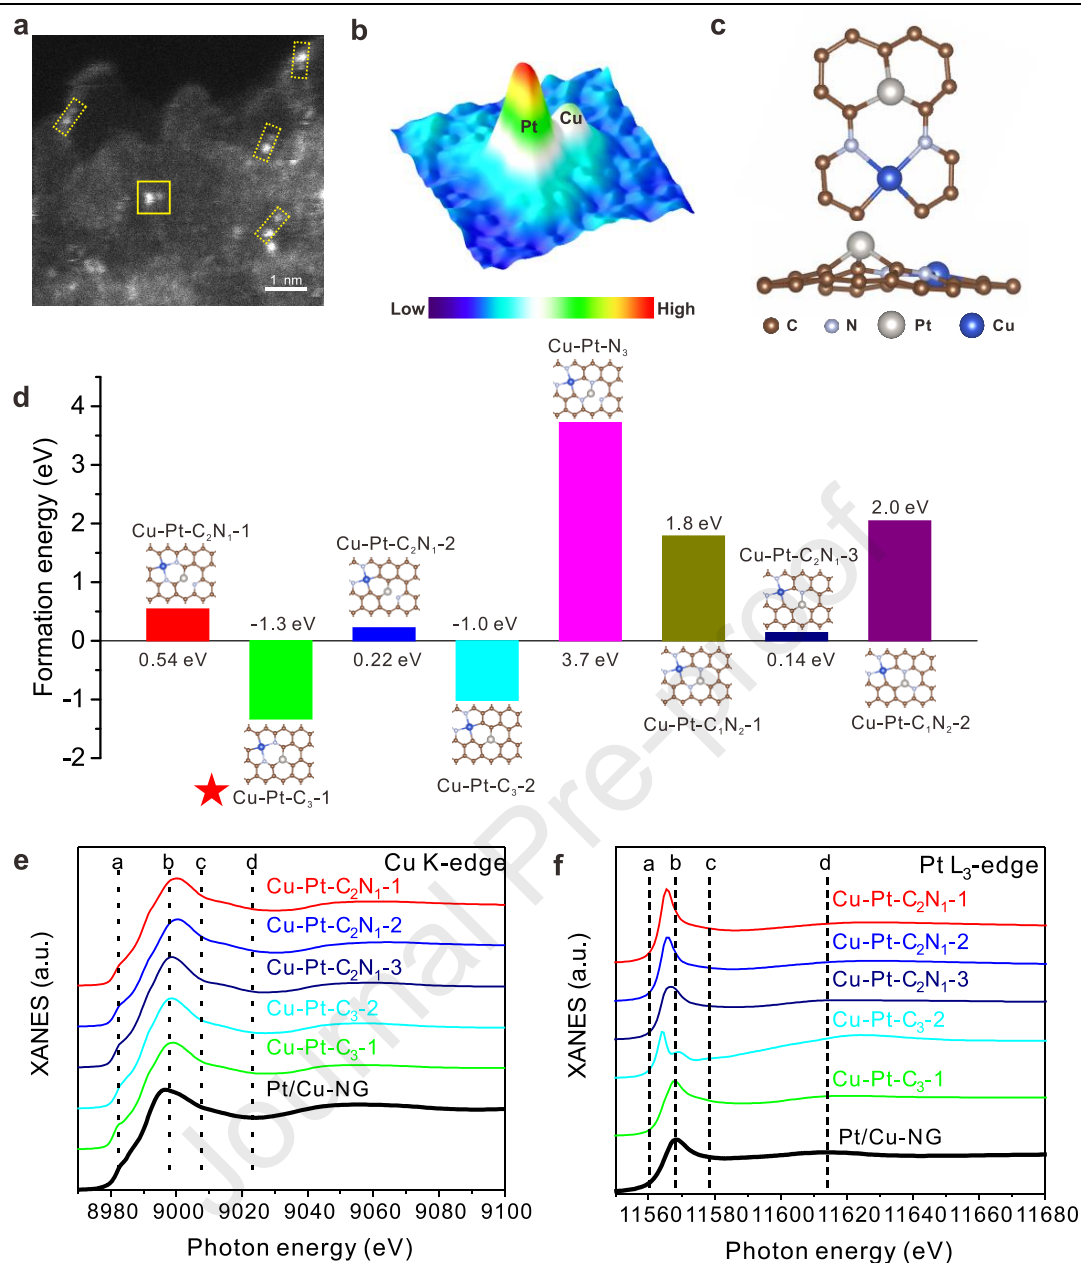 a
1 nm
b
Pt
Cu
Low
High
c
C N Pt Cu
d
Formation energy (eV)
4
3
2
1
0
-1
-2
Cu-Pt-C₂N₁-1
0.54 eV
-1.3 eV
Cu-Pt-C₃-1
Cu-Pt-C₂N₁-2
0.22 eV
-1.0 eV
Cu-Pt-C₃-2
Cu-Pt-N₃
3.7 eV
1.8 eV
Cu-Pt-C₁N₂-1
Cu-Pt-C₂N₁-3
0.14 eV
2.0 eV
Cu-Pt-C₁N₂-2
e
a b c d
Cu K-edge
Cu-Pt-C₂N₁-1
Cu-Pt-C₂N₁-2
Cu-Pt-C₂N₁-3
Cu-Pt-C₃-2
Cu-Pt-C₃-1
Pt/Cu-NG
XANES (a.u.)
8980 9000 9020 9040 9060 9080 9100
Photon energy (eV)
f
a b c d
Pt L₃-edge
Cu-Pt-C₂N₁-1
Cu-Pt-C₂N₁-2
Cu-Pt-C₂N₁-3
Cu-Pt-C₃-2
Cu-Pt-C₃-1
Pt/Cu-NG
XANES (a.u.)
11560 11580 11600 11620 11640 11660 11680
Photon energy (eV)
Journal Pre-proof